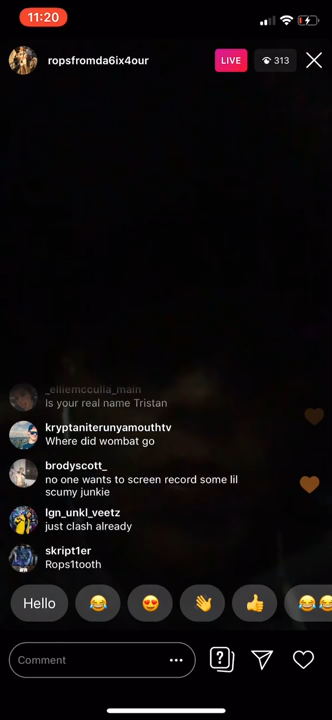 11:20
ropsfromda6ix4our
LIVE
313
_elliemcculla_main
Is your real name Tristan
kryptaniterunyamouthtv
Where did wombat go
brodyscott_
no one wants to screen record some lil
scumy junkie
lgn_unkl_veetz
just clash already
skript1er
Rops1tooth
Hello
Comment